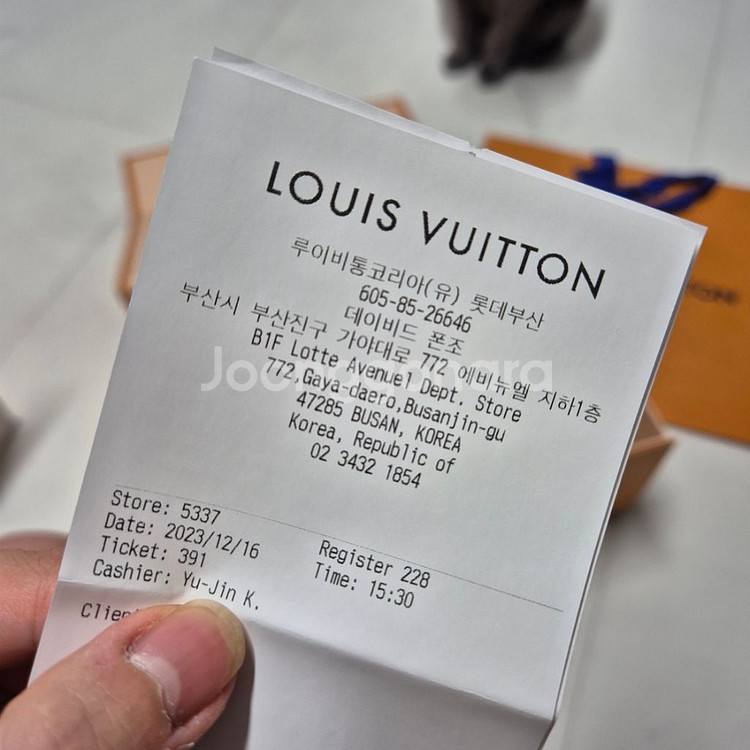 LOUIS VUITTON
루이비통코리아(유) 롯데부산
605-85-26646
데이비드 폰조
부산시 부산진구 가야대로 772 에비뉴엘 지하1층
B1F Lotte Avenuel Dept. Store
772,Gaya-daero,Busanjin-gu
47285 BUSAN, KOREA
Korea, Republic of
02 3432 1854
Joonggonara
Store: 5337 Register 228
Date: 2023/12/16 Time: 15:30
Ticket: 391
Cashier: Yu-Jin K.